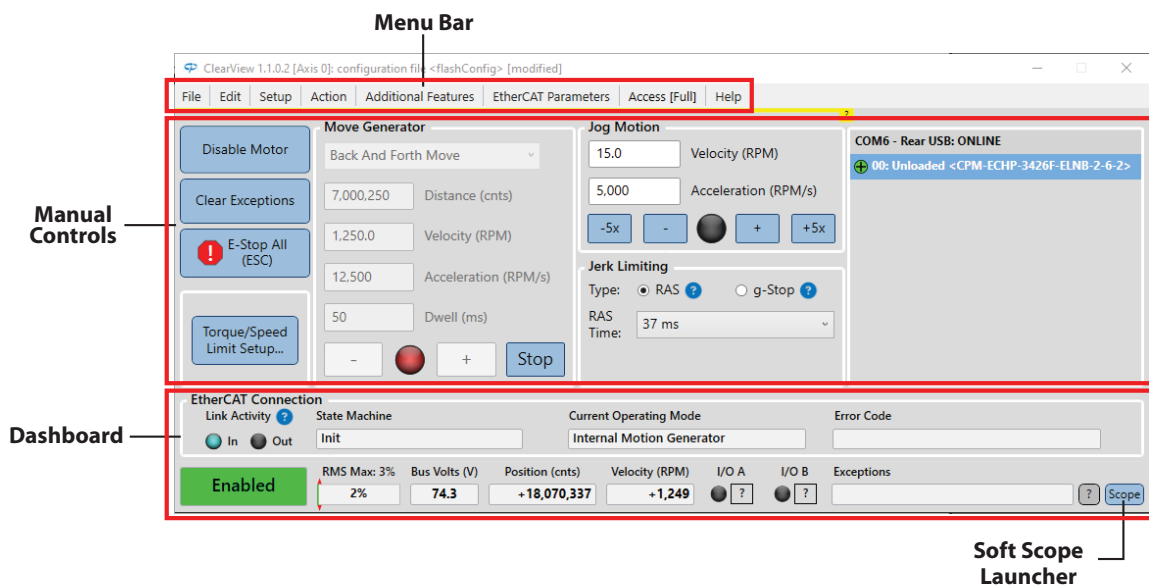 Menu Bar
ClearView 1.1.0.2 [Axis 0]: configuration file <flashConfig> [modified]
File Edit Setup Action Additional Features EtherCAT Parameters Access [Full] Help
?
Manual
Controls
Disable Motor
Clear Exceptions
! E-Stop All
(ESC)
Torque/Speed
Limit Setup...
Move Generator
Back And Forth Move
7,000,250 Distance (cnts)
1,250.0 Velocity (RPM)
12,500 Acceleration (RPM/s)
50 Dwell (ms)
- + Stop
Jog Motion
15.0 Velocity (RPM)
5,000 Acceleration (RPM/s)
-5x - + +5x
Jerk Limiting
Type: RAS ? g-Stop ?
RAS
Time: 37 ms
COM6 - Rear USB: ONLINE
00: Unloaded <CPM-ECHP-3426F-ELNB-2-6-2>
Dashboard
EtherCAT Connection
Link Activity ? State Machine Current Operating Mode Error Code
In Out Init Internal Motion Generator
Enabled
RMS Max: 3% Bus Volts (V) Position (cnts) Velocity (RPM) I/O A I/O B Exceptions
2% 74.3 +18,070,337 +1,249 ? ? ? Scope
Soft Scope
Launcher